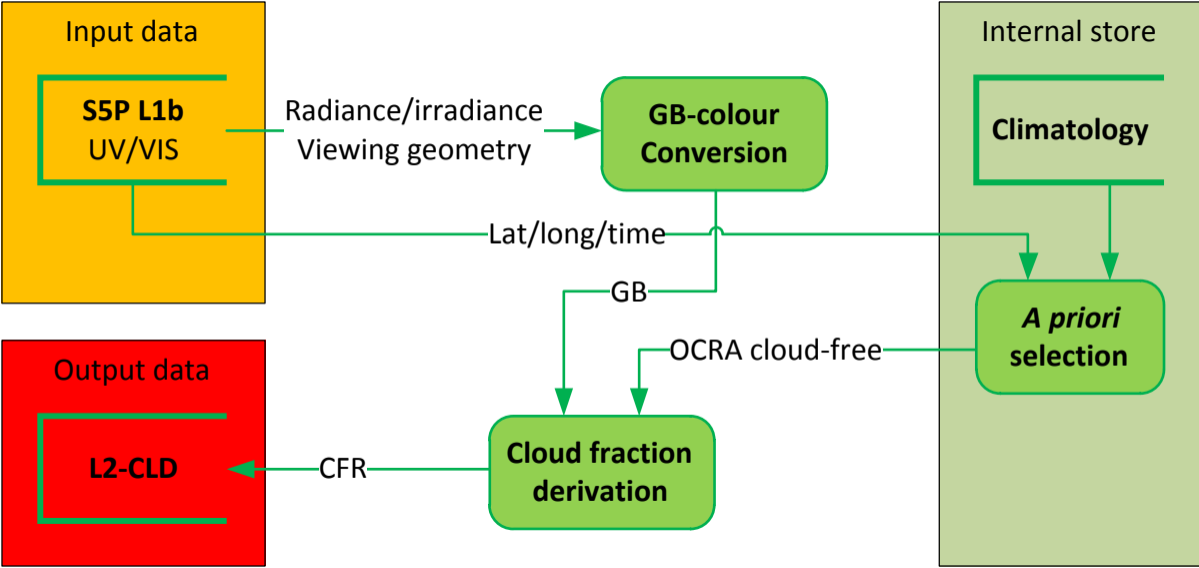 Input data
S5P L1b
UV/VIS
Radiance/irradiance
Viewing geometry
GB-colour
Conversion
Internal store
Climatology
Lat/long/time
GB
A priori
selection
OCRA cloud-free
Output data
L2-CLD
CFR
Cloud fraction
derivation